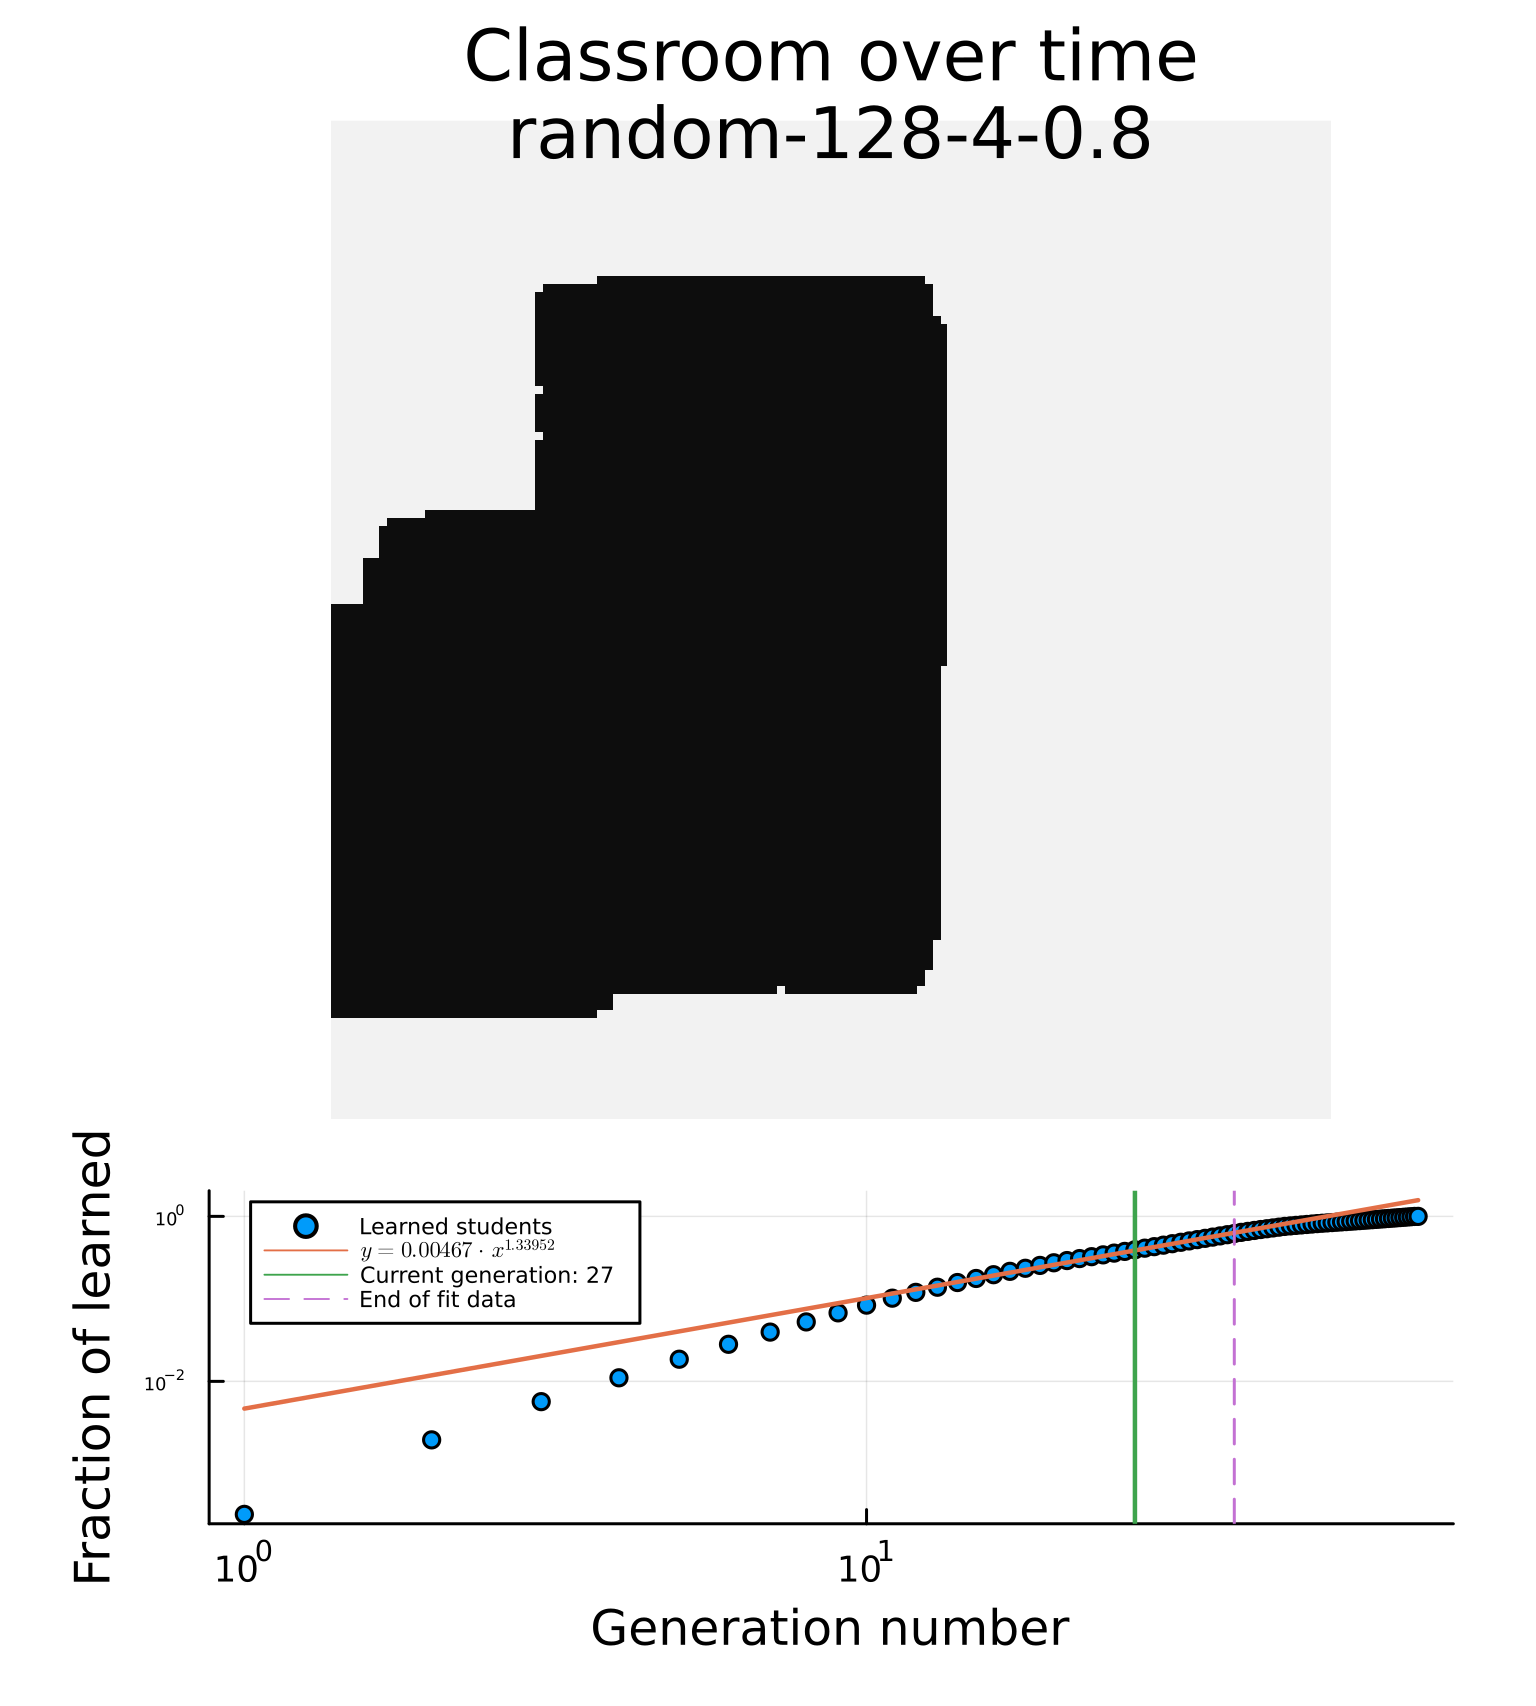 Classroom over time
random-128-4-0.8
Fraction of learned
10^0
10^−2
Learned students
y = 0.00467 · x^1.33952
Current generation: 27
End of fit data
10^0
10^1
Generation number